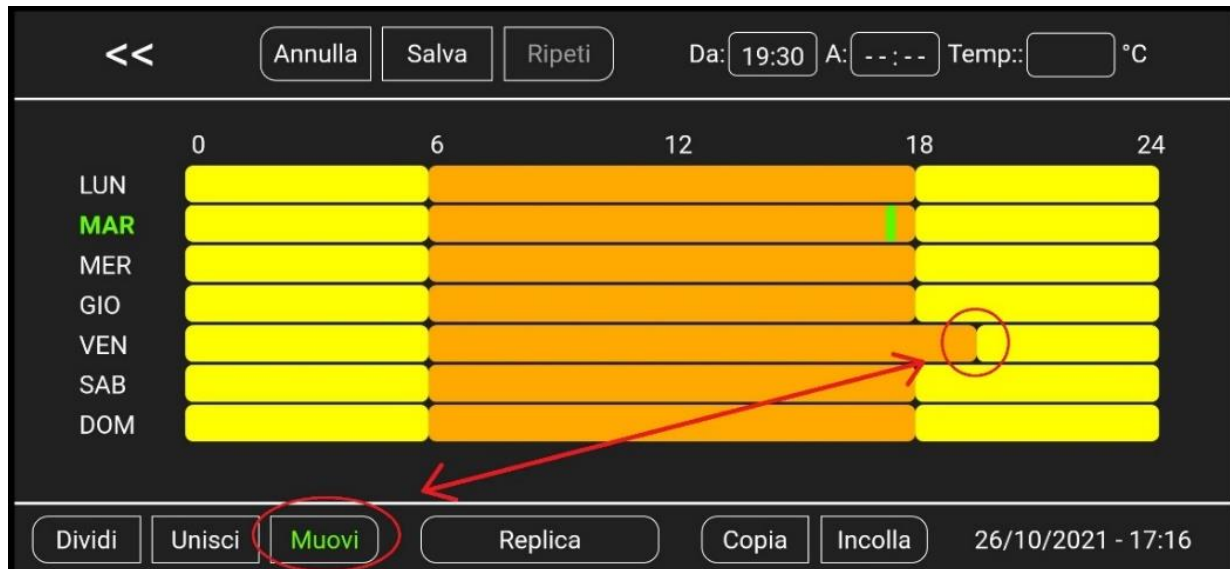 << Annulla Salva Ripeti Da: 19:30 A: --:-- Temp:: °C
0 6 12 18 24
LUN
MAR
MER
GIO
VEN
SAB
DOM
Dividi Unisci Muovi Replica Copia Incolla 26/10/2021 - 17:16